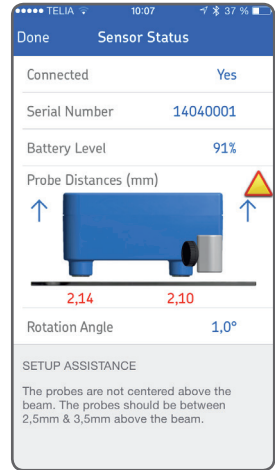 TELIA 10:07 37 %
Done Sensor Status
Connected Yes
Serial Number 14040001
Battery Level 91%
Probe Distances (mm)
2,14 2,10
Rotation Angle 1,0°
SETUP ASSISTANCE
The probes are not centered above the
beam. The probes should be between
2,5mm & 3,5mm above the beam.